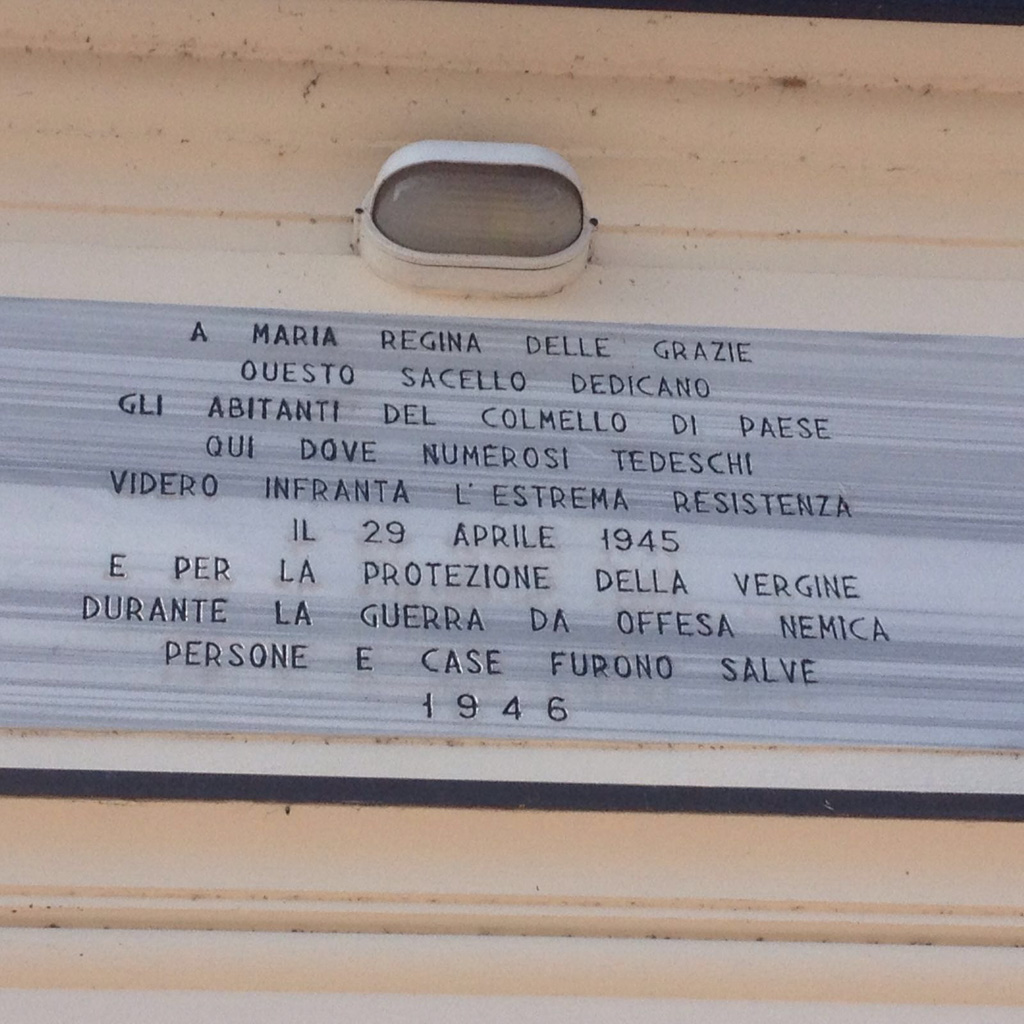 A MARIA REGINA DELLE GRAZIE
QUESTO SACELLO DEDICANO
GLI ABITANTI DEL COLMELLO DI PAESE
QUI DOVE NUMEROSI TEDESCHI
VIDERO INFRANTA L'ESTREMA RESISTENZA
IL 29 APRILE 1945
E PER LA PROTEZIONE DELLA VERGINE
DURANTE LA GUERRA DA OFFESA NEMICA
PERSONE E CASE FURONO SALVE
1946